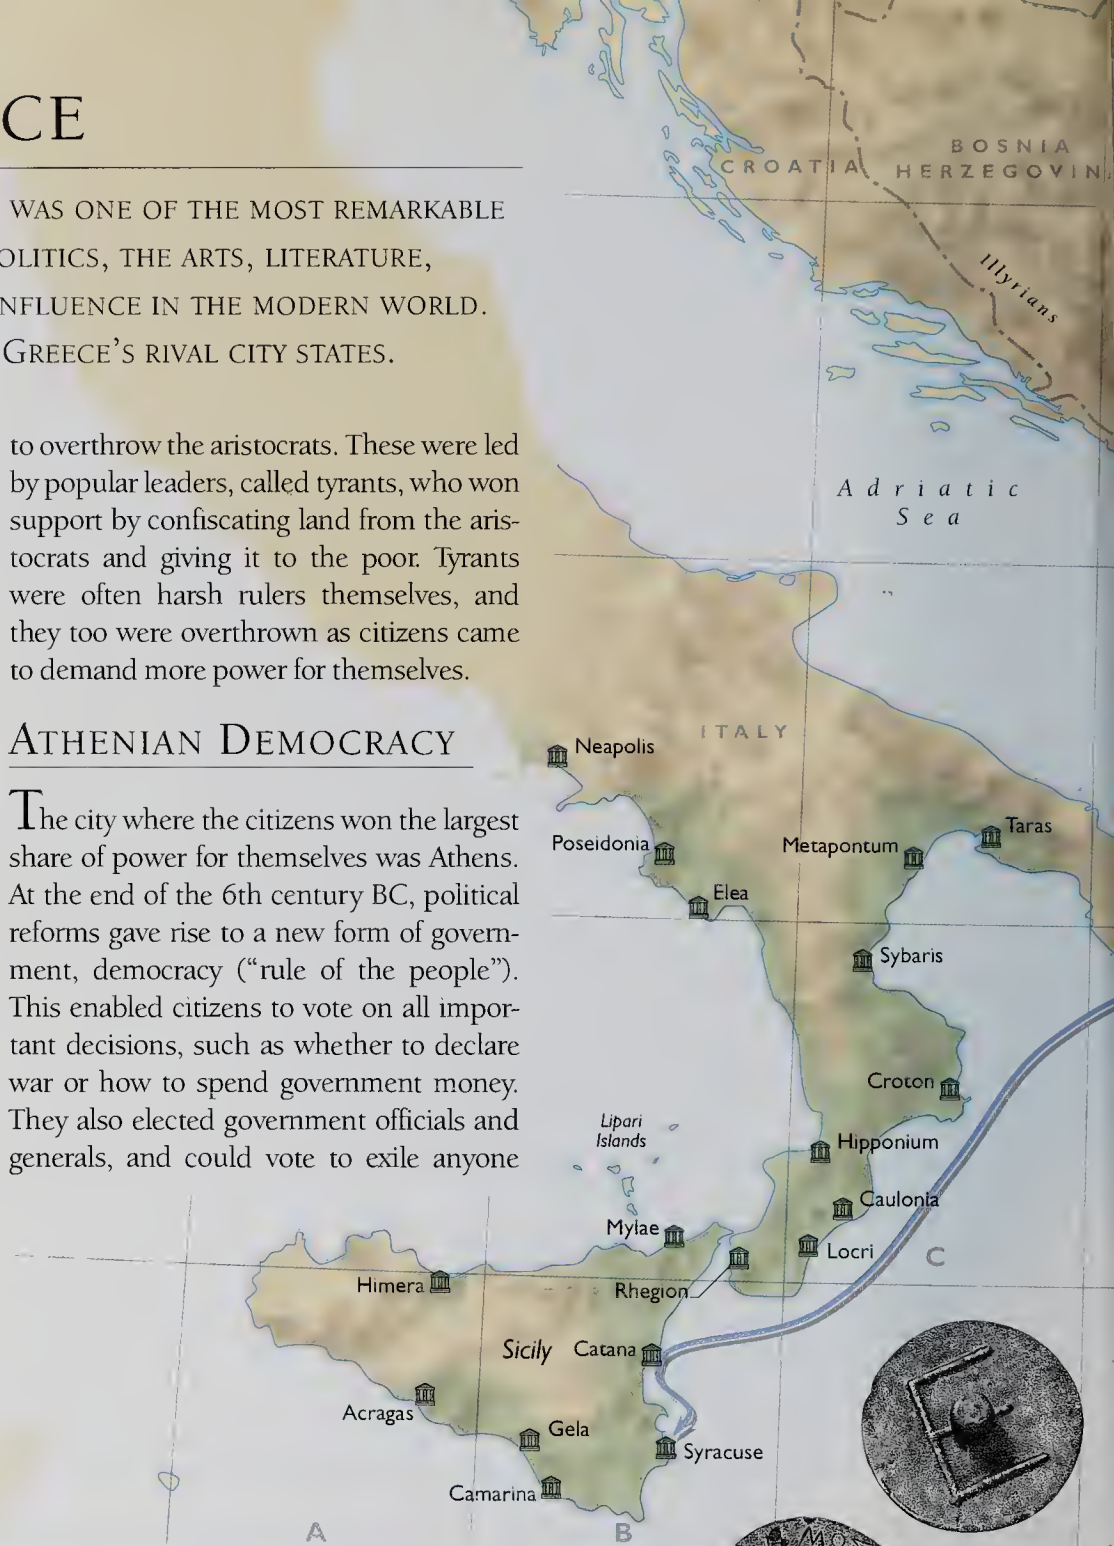 CE
WAS ONE OF THE MOST REMARKABLE
OLITICS, THE ARTS, LITERATURE,
NFLUENCE IN THE MODERN WORLD.
GREECE'S RIVAL CITY STATES.
to overthrow the aristocrats. These were led
by popular leaders, called tyrants, who won
support by confiscating land from the aris-
tocrats and giving it to the poor. Tyrants
were often harsh rulers themselves, and
they too were overthrown as citizens came
to demand more power for themselves.
ATHENIAN DEMOCRACY
The city where the citizens won the largest
share of power for themselves was Athens.
At the end of the 6th century BC, political
reforms gave rise to a new form of govern-
ment, democracy (“rule of the people”).
This enabled citizens to vote on all impor-
tant decisions, such as whether to declare
war or how to spend government money.
They also elected government officials and
generals, and could vote to exile anyone
CROATIA
BOSNIA
HERZEGOVIN
Illyrians
Adriatic
Sea
ITALY
Neapolis
Poseidonia
Metapontum
Taras
Elea
Sybaris
Croton
Lipari
Islands
Hipponium
Caulonia
Mylae
Locri
C
Himera
Rhegion
Sicily
Catana
Acragas
Gela
Syracuse
Camarina
A
B